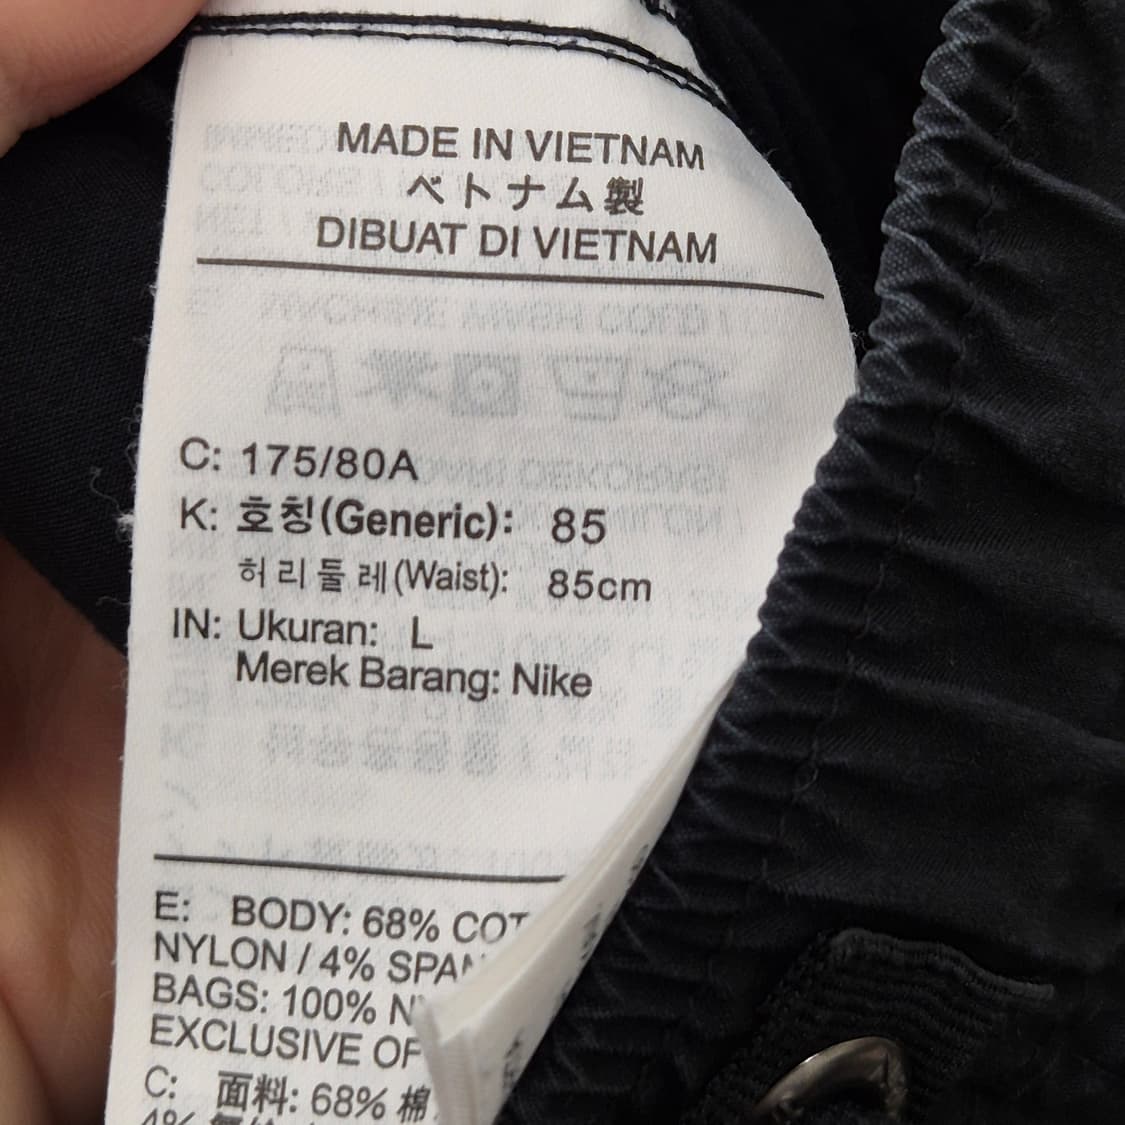 MADE IN VIETNAM
ベトナム製
DIBUAT DI VIETNAM
C: 175/80A
K: 호칭(Generic): 85
허리둘레(Waist): 85cm
IN: Ukuran: L
Merek Barang: Nike
E: BODY: 68% COT
NYLON / 4% SPAN
BAGS: 100% N
EXCLUSIVE OF
C: 面料: 68% 棉
4%